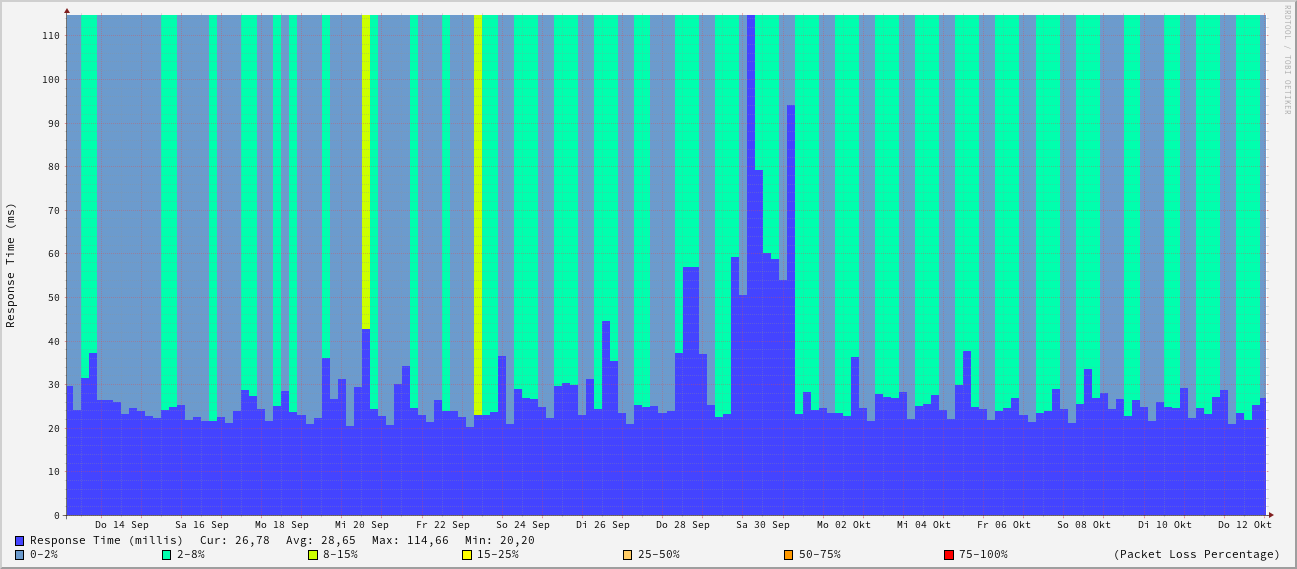 RRDTOOL / TOBI OETIKER
Response Time (ms)
110
100
90
80
70
60
50
40
30
20
10
0
Do 14 Sep Sa 16 Sep Mo 18 Sep Mi 20 Sep Fr 22 Sep So 24 Sep Di 26 Sep Do 28 Sep Sa 30 Sep Mo 02 Okt Mi 04 Okt Fr 06 Okt So 08 Okt Di 10 Okt Do 12 Okt
Response Time (millis) Cur: 26,78 Avg: 28,65 Max: 114,66 Min: 20,20
0-2% 2-8% 8-15% 15-25% 25-50% 50-75% 75-100% (Packet Loss Percentage)